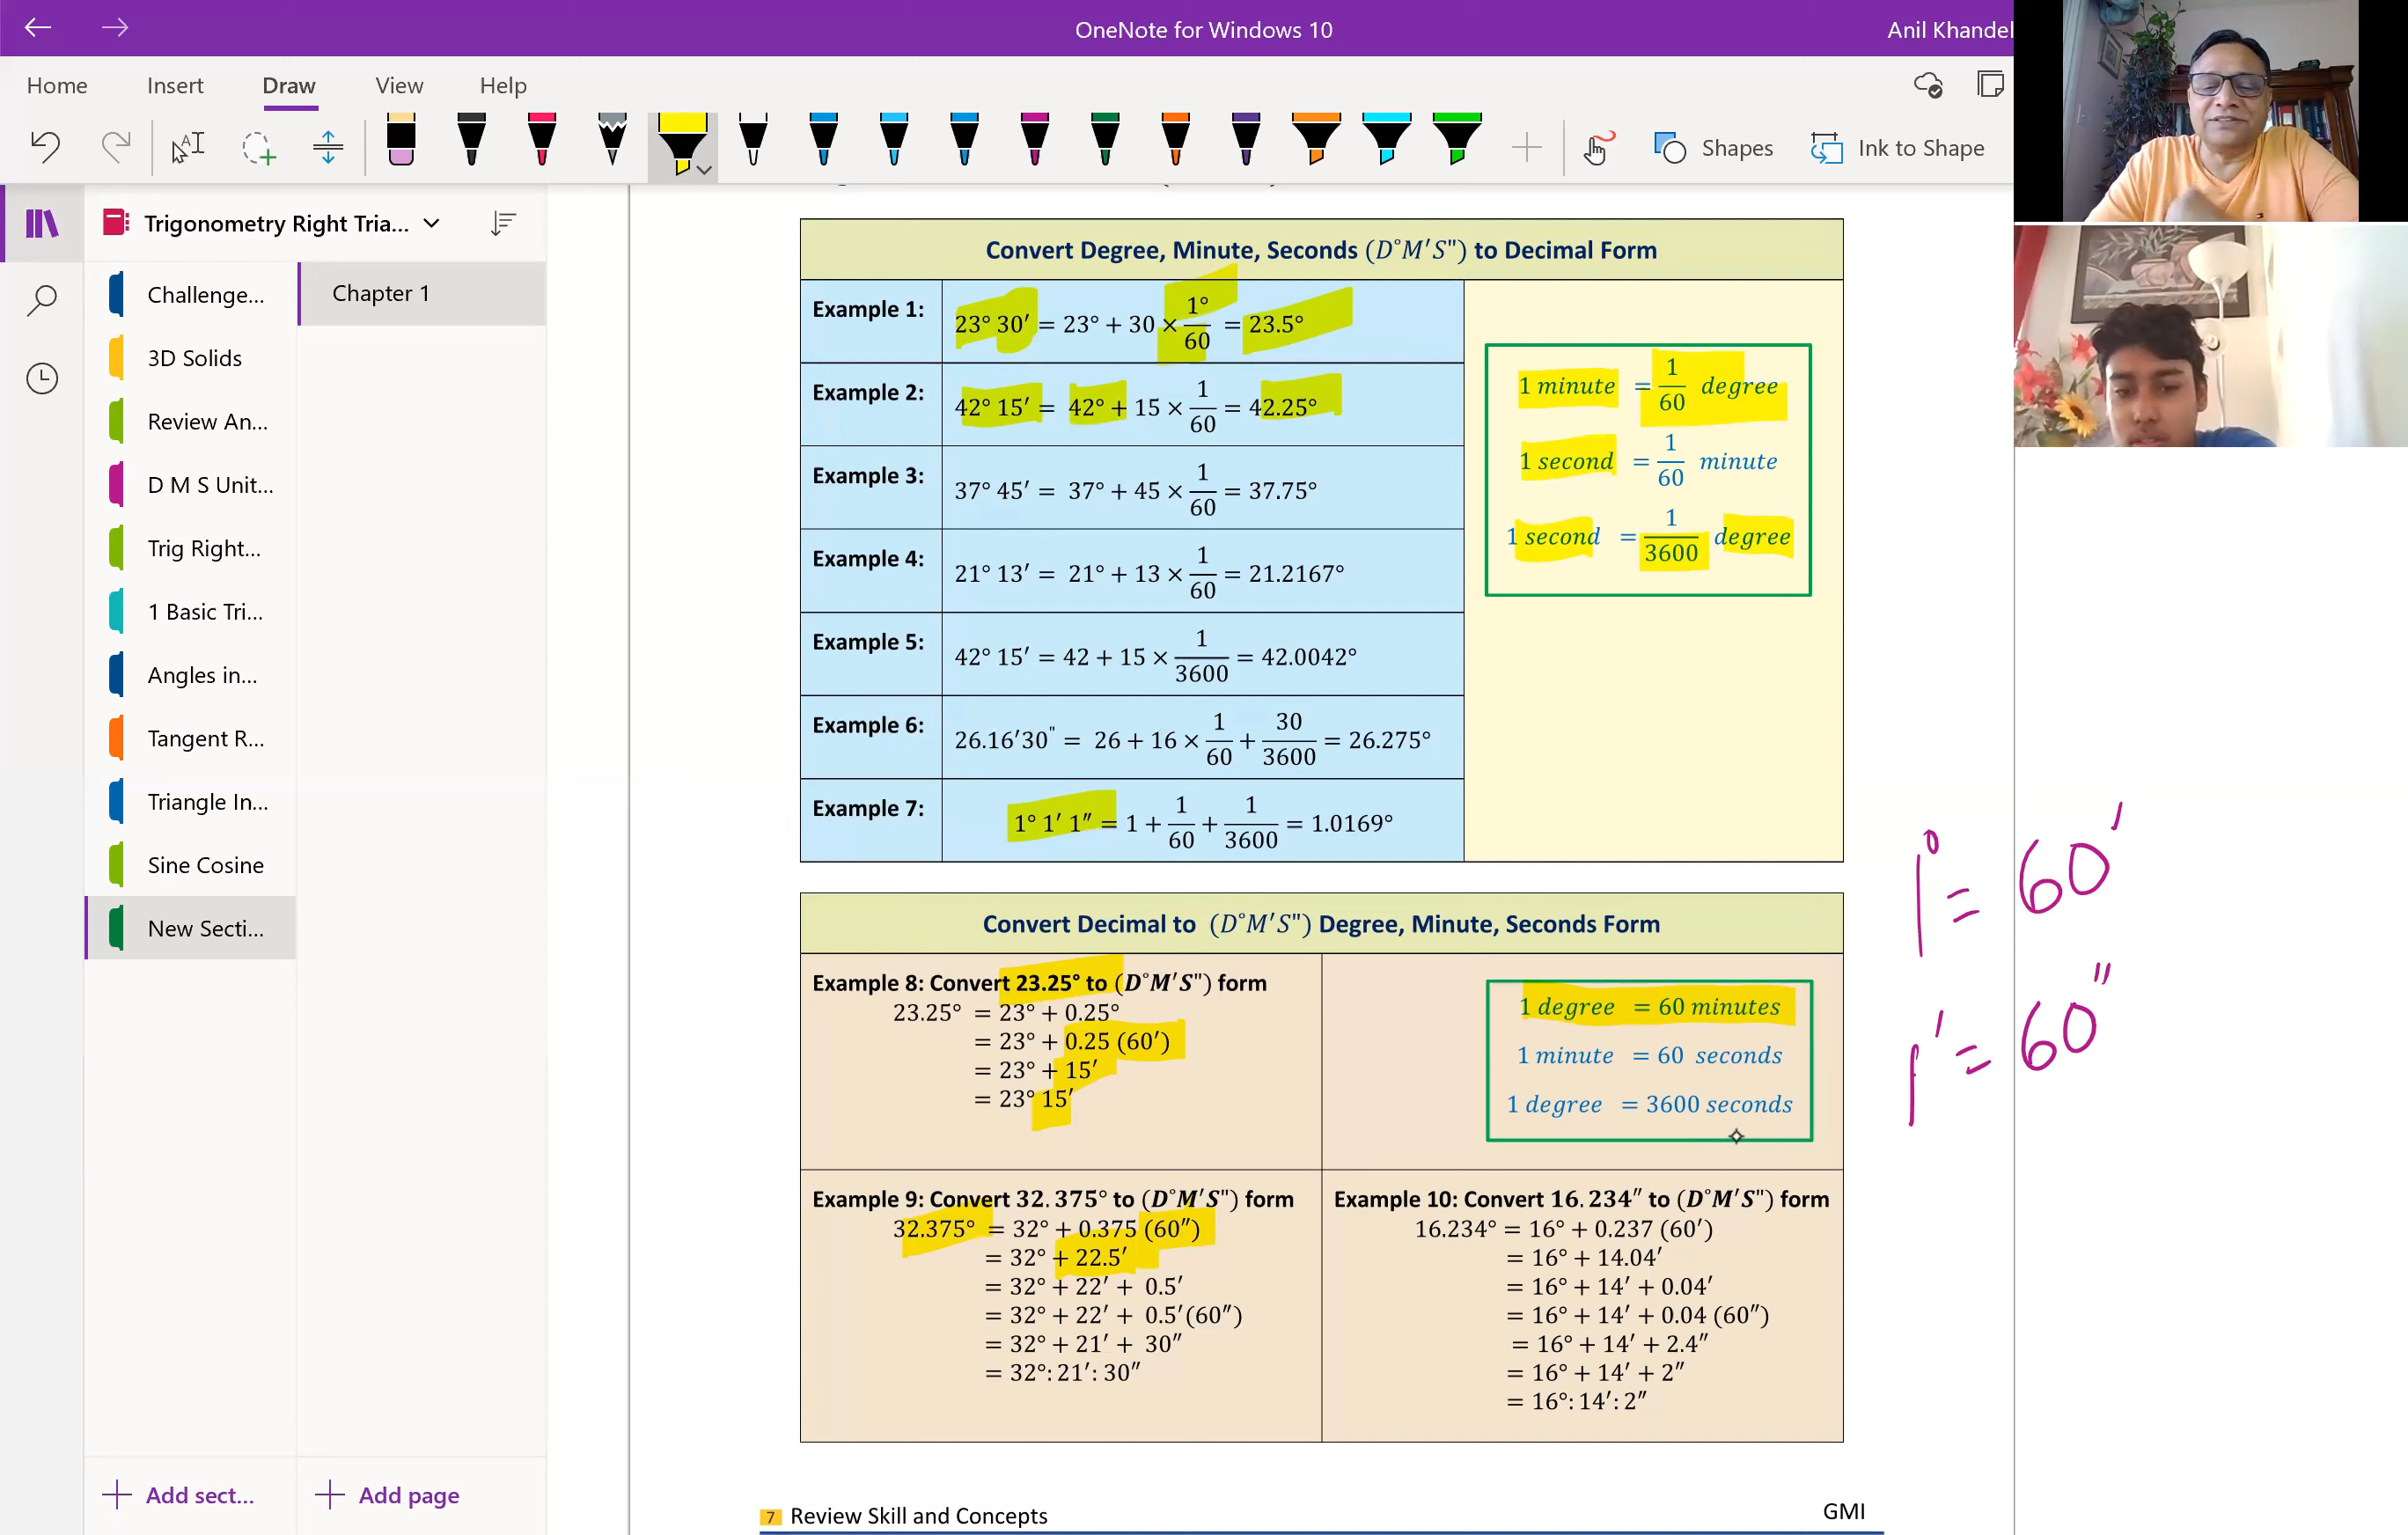 OneNote for Windows 10
Anil Khandel
Home Insert Draw View Help
Shapes Ink to Shape
Trigonometry Right Tria...
Challenge...
3D Solids
Review An...
D M S Unit...
Trig Right...
1 Basic Tri...
Angles in...
Tangent R...
Triangle In...
Sine Cosine
New Secti...
Chapter 1
Add sect...
Add page
Convert Degree, Minute, Seconds (D°M′S") to Decimal Form
Example 1: 23° 30′ = 23° + 30 × 1°/60 = 23.5°
Example 2: 42° 15′ = 42° + 15 × 1/60 = 42.25°
Example 3: 37° 45′ = 37° + 45 × 1/60 = 37.75°
Example 4: 21° 13′ = 21° + 13 × 1/60 = 21.2167°
Example 5: 42° 15′ = 42 + 15 × 1/3600 = 42.0042°
Example 6: 26.16′30" = 26 + 16 × 1/60 + 30/3600 = 26.275°
Example 7: 1° 1′ 1″ = 1 + 1/60 + 1/3600 = 1.0169°
1 minute = 1/60 degree
1 second = 1/60 minute
1 second = 1/3600 degree
Convert Decimal to (D°M′S") Degree, Minute, Seconds Form
Example 8: Convert 23.25° to (D°M′S") form
23.25° = 23° + 0.25°
= 23° + 0.25 (60′)
= 23° + 15′
= 23° 15′
1 degree = 60 minutes
1 minute = 60 seconds
1 degree = 3600 seconds
Example 9: Convert 32.375° to (D°M′S") form
32.375° = 32° + 0.375 (60″)
= 32° + 22.5′
= 32° + 22′ + 0.5′
= 32° + 22′ + 0.5′(60″)
= 32° + 21′ + 30″
= 32°: 21′: 30″
Example 10: Convert 16.234″ to (D°M′S") form
16.234° = 16° + 0.237 (60′)
= 16° + 14.04′
= 16° + 14′ + 0.04′
= 16° + 14′ + 0.04 (60″)
= 16° + 14′ + 2.4″
= 16° + 14′ + 2″
= 16°: 14′: 2″
1° = 60′
1′ = 60″
7 Review Skill and Concepts
GMI